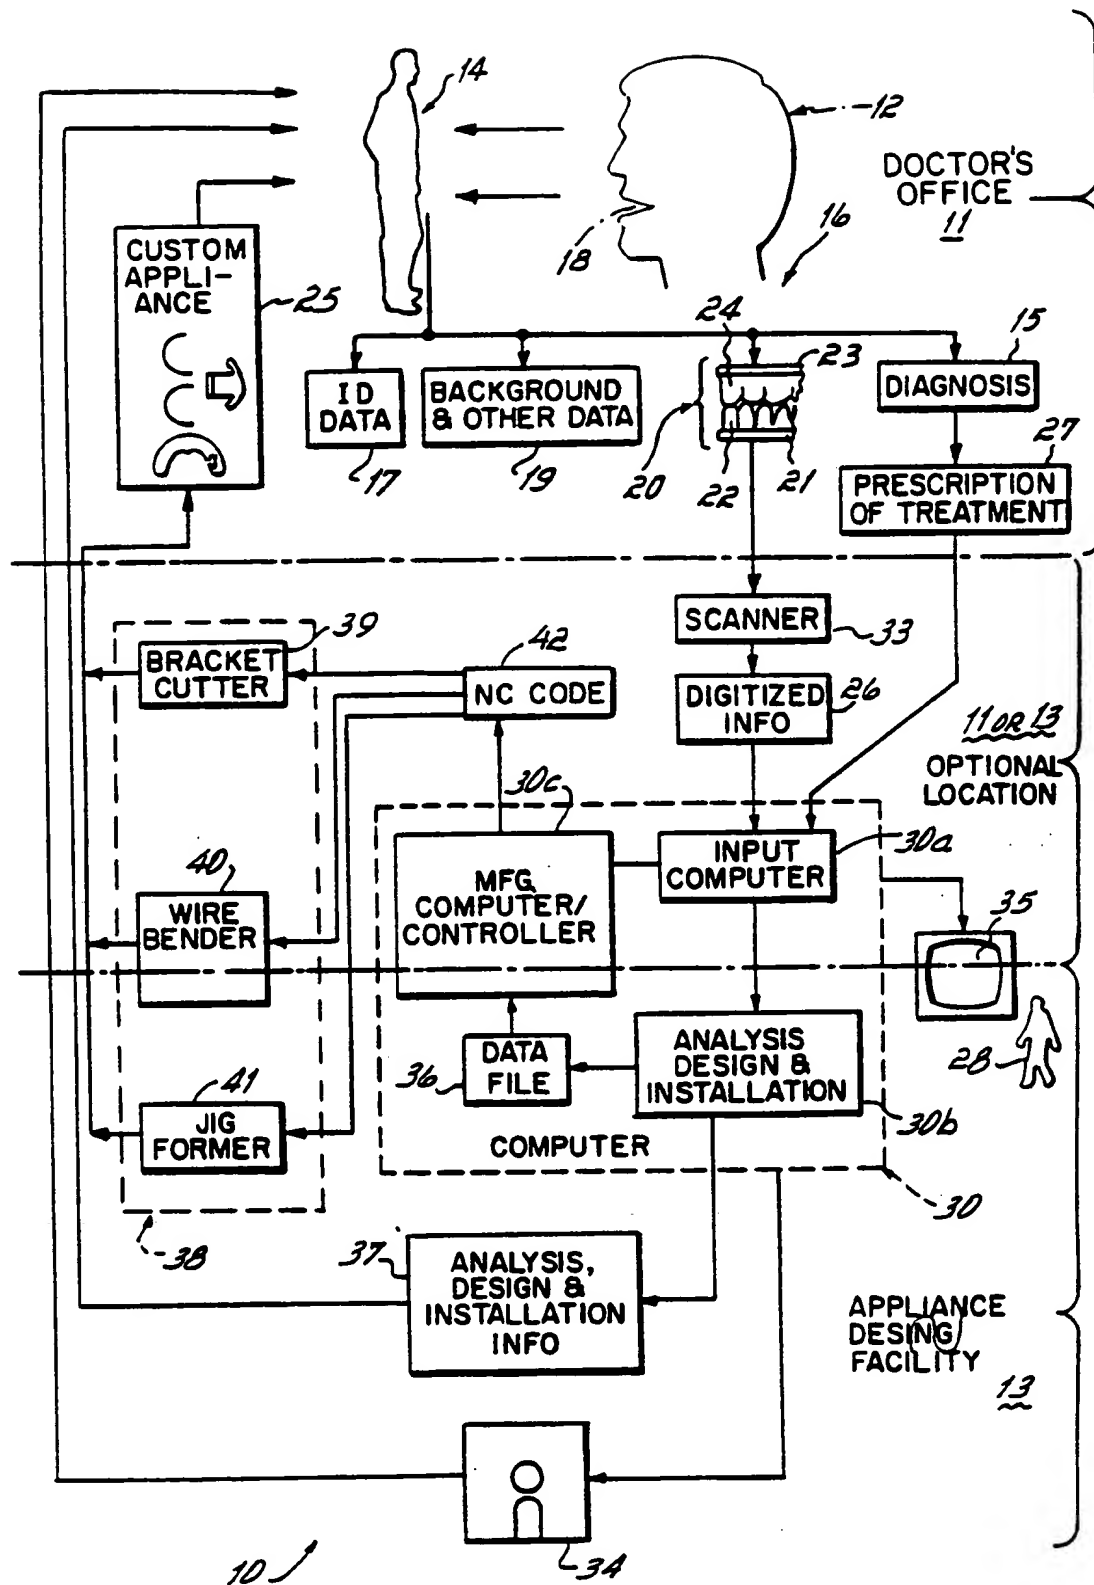 14
12
DOCTOR'S
OFFICE
11
18
16
CUSTOM
APPLI-
ANCE
25
24
23
15
ID
DATA
17
BACKGROUND
& OTHER DATA
19
20
22
21
DIAGNOSIS
27
PRESCRIPTION
OF TREATMENT
SCANNER
33
39
BRACKET
CUTTER
42
NC CODE
DIGITIZED
INFO
26
11 OR 13
OPTIONAL
LOCATION
30c
INPUT
COMPUTER
30a
MFG.
COMPUTER/
CONTROLLER
40
WIRE
BENDER
35
DATA
FILE
36
ANALYSIS
DESIGN &
INSTALLATION
30b
28
41
JIG
FORMER
COMPUTER
30
38
37
ANALYSIS,
DESIGN &
INSTALLATION
INFO
APPLIANCE
DESING
FACILITY
13
10
34